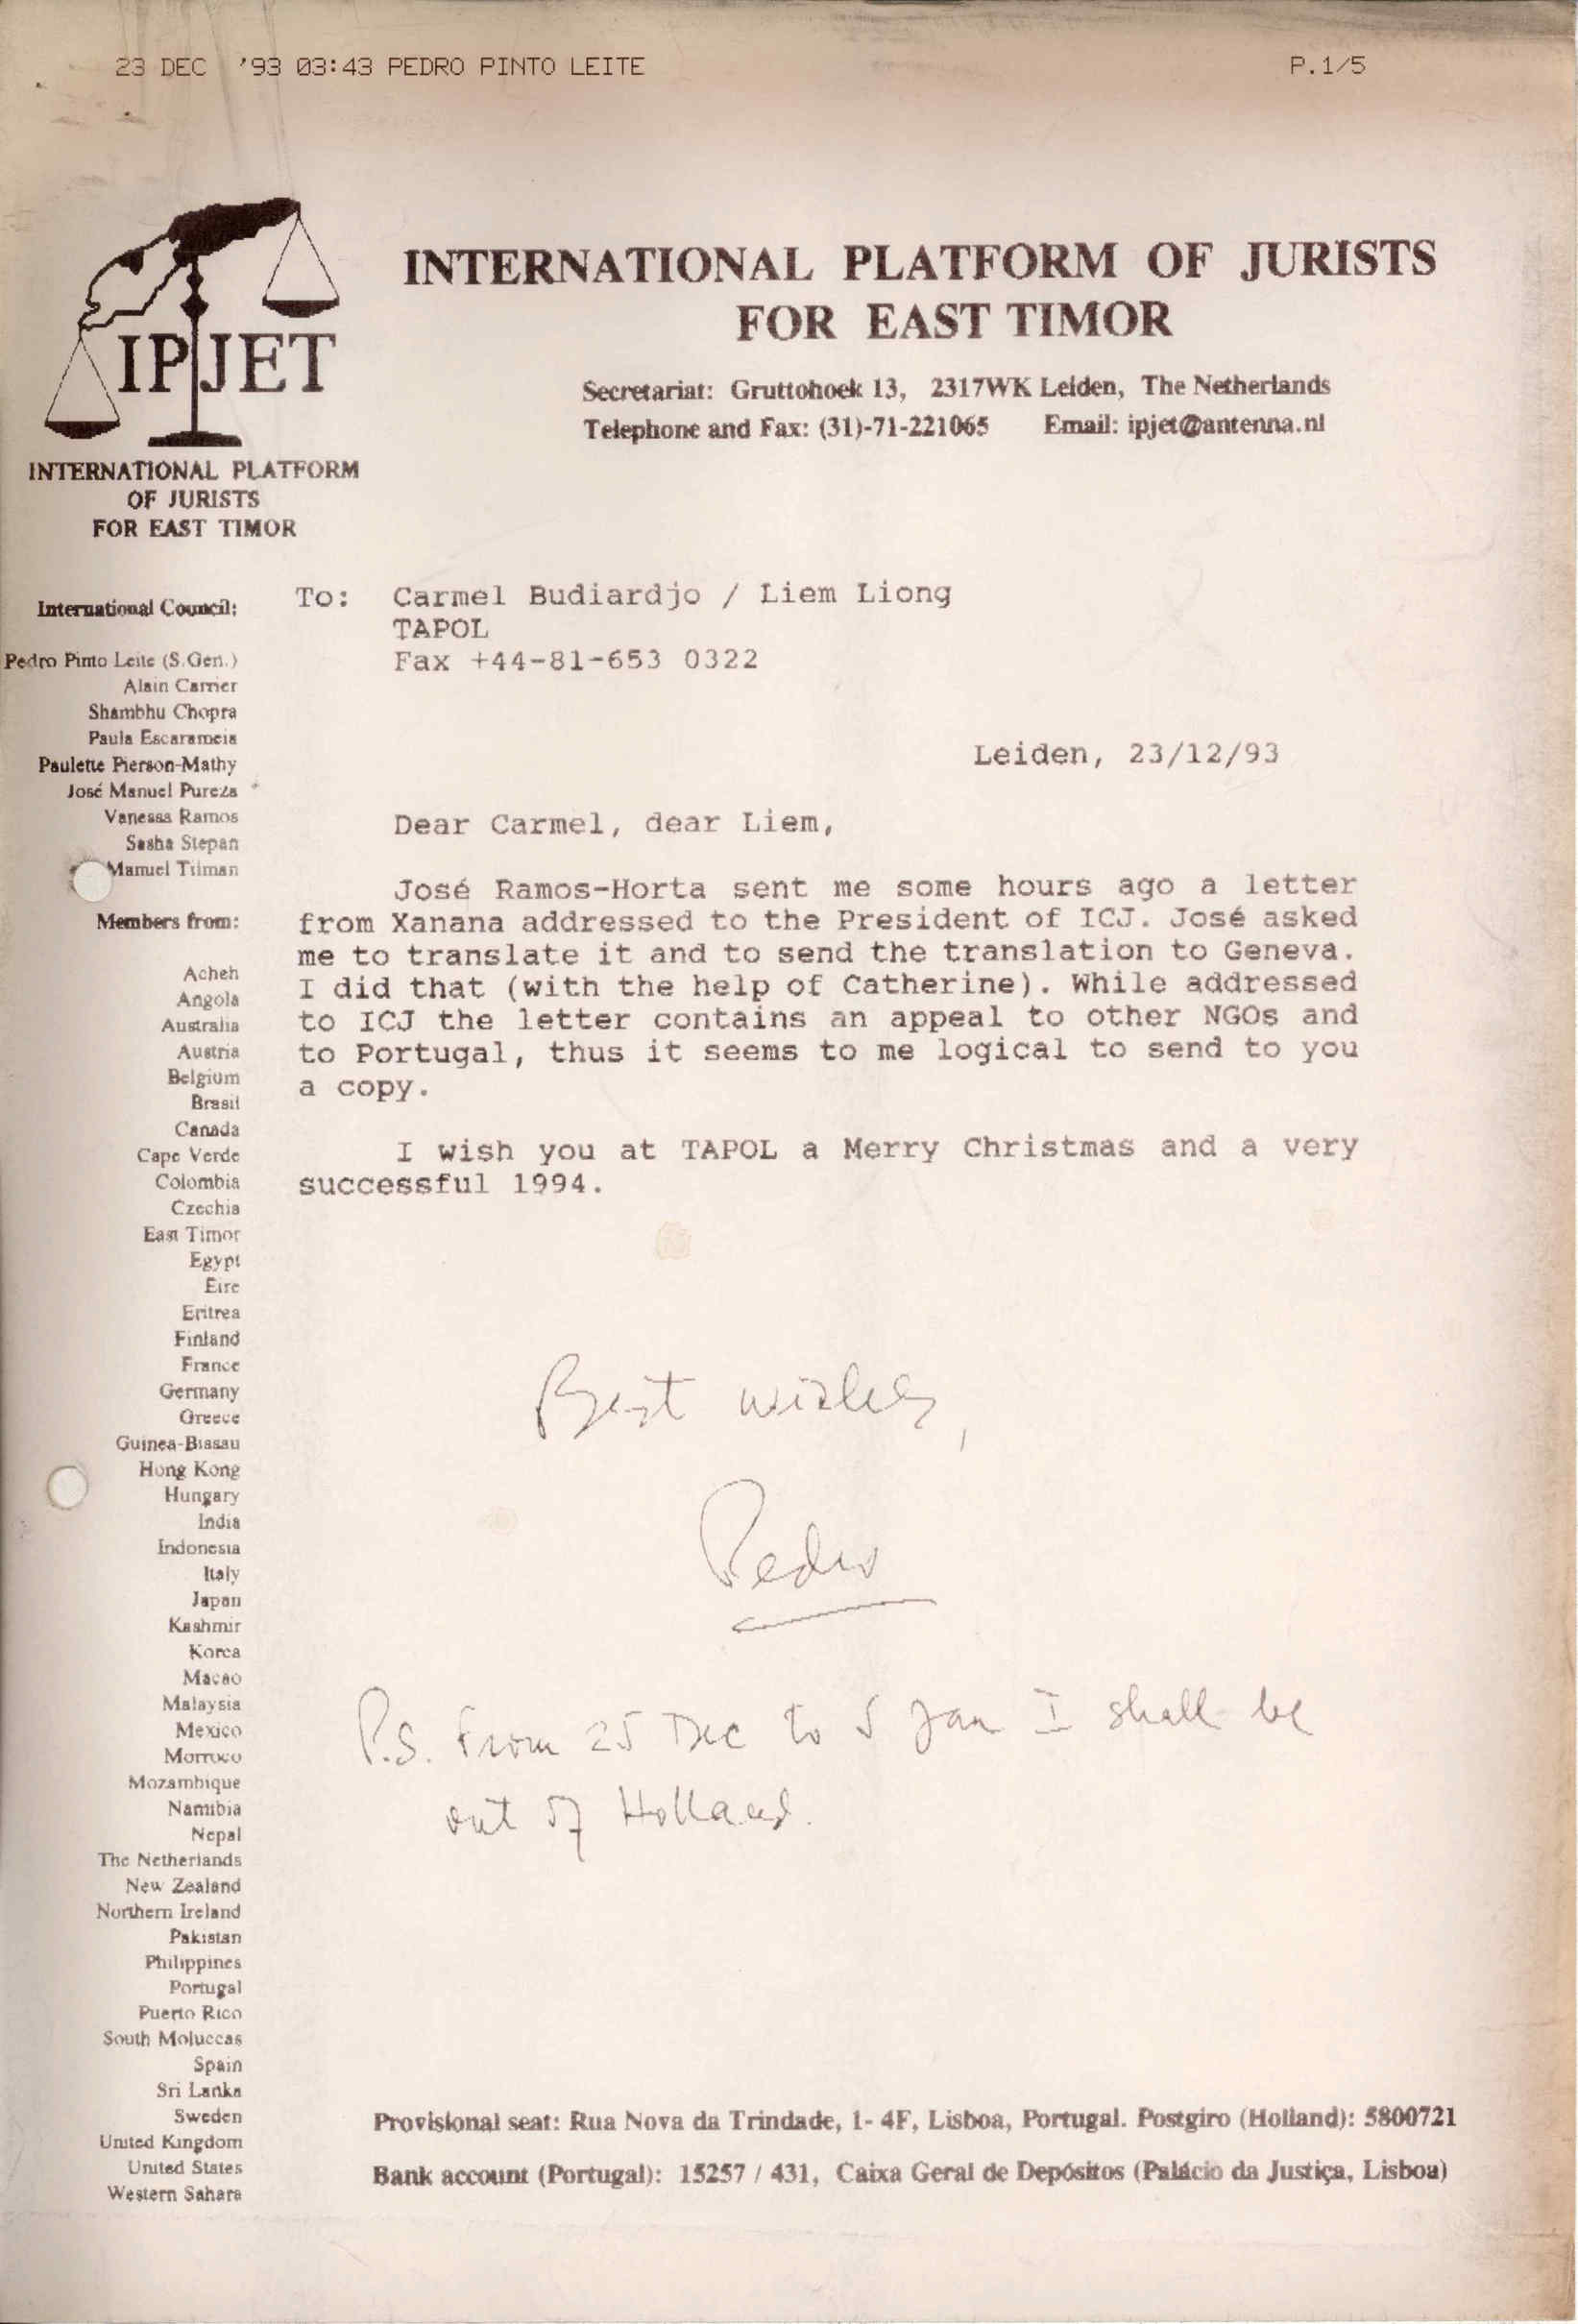 23 DEC '93 03:43 PEDRO PINTO LEITE P.1/5
IPJET
INTERNATIONAL PLATFORM
OF JURISTS
FOR EAST TIMOR
INTERNATIONAL PLATFORM OF JURISTS
FOR EAST TIMOR
Secretariat: Gruttohoek 13, 2317WK Leiden, The Netherlands
Telephone and Fax: (31)-71-221065 Email: ipjet@antenna.nl
International Council:
Pedro Pinto Leite (S.Gen.)
Alain Carrier
Shambhu Chopra
Paula Escarameia
Paulette Pierson-Mathy
José Manuel Pureza
Vanessa Ramos
Sasha Stepan
Manuel Tilman
Members from:
Acheh
Angola
Australia
Austria
Belgium
Brasil
Canada
Cape Verde
Colombia
Czechia
East Timor
Egypt
Eire
Eritrea
Finland
France
Germany
Greece
Guinea-Bissau
Hong Kong
Hungary
India
Indonesia
Italy
Japan
Kashmir
Korea
Macao
Malaysia
Mexico
Morroco
Mozambique
Namibia
Nepal
The Netherlands
New Zealand
Northern Ireland
Pakistan
Philippines
Portugal
Puerto Rico
South Moluccas
Spain
Sri Lanka
Sweden
United Kingdom
United States
Western Sahara
To: Carmel Budiardjo / Liem Liong
TAPOL
Fax +44-81-653 0322
Leiden, 23/12/93
Dear Carmel, dear Liem,
José Ramos-Horta sent me some hours ago a letter
from Xanana addressed to the President of ICJ. José asked
me to translate it and to send the translation to Geneva.
I did that (with the help of Catherine). While addressed
to ICJ the letter contains an appeal to other NGOs and
to Portugal, thus it seems to me logical to send to you
a copy.
I wish you at TAPOL a Merry Christmas and a very
successful 1994.
Best wishes,
Pedro
P.S. From 25 Dec to 5 Jan I shall be
out of Holland.
Provisional seat: Rua Nova da Trindade, 1- 4F, Lisboa, Portugal. Postgiro (Holland): 5800721
Bank account (Portugal): 15257 / 431, Caixa Geral de Depósitos (Palácio da Justiça, Lisboa)